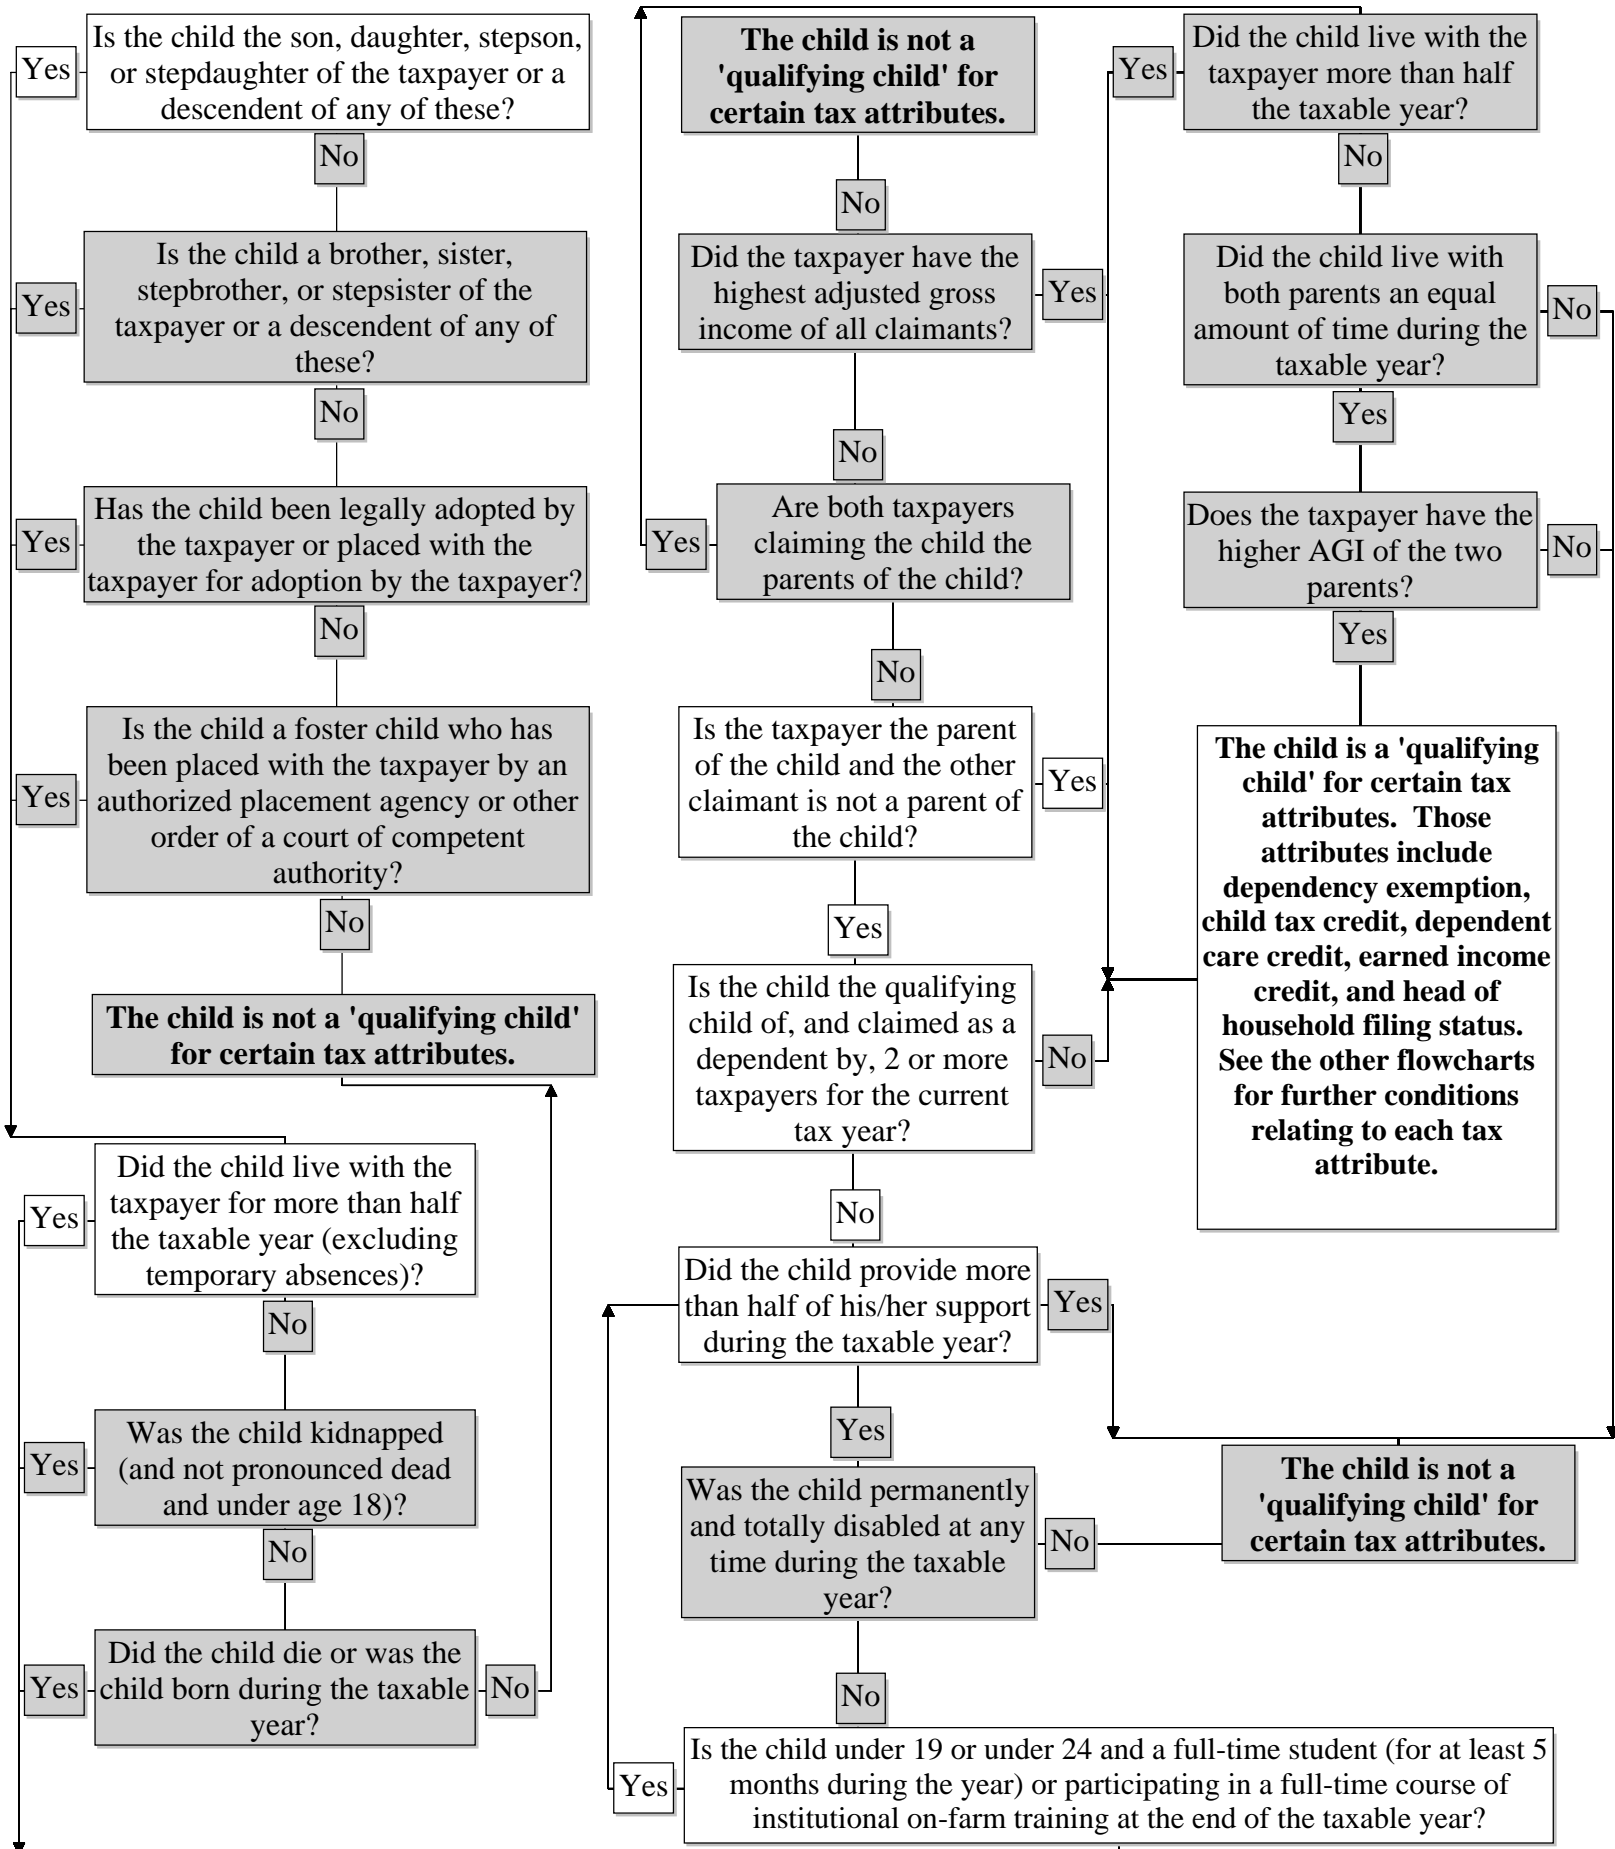 Is the child the son, daughter, stepson,
or stepdaughter of the taxpayer or a
descendent of any of these?
Yes
No
Is the child a brother, sister,
stepbrother, or stepsister of the
taxpayer or a descendent of any of
these?
Yes
No
Has the child been legally adopted by
the taxpayer or placed with the
taxpayer for adoption by the taxpayer?
Yes
No
Is the child a foster child who has
been placed with the taxpayer by an
authorized placement agency or other
order of a court of competent
authority?
Yes
No
The child is not a 'qualifying child'
for certain tax attributes.
Did the child live with the
taxpayer for more than half
the taxable year (excluding
temporary absences)?
Yes
No
Was the child kidnapped
(and not pronounced dead
and under age 18)?
Yes
No
Did the child die or was the
child born during the taxable
year?
Yes
No
The child is not a
'qualifying child' for
certain tax attributes.
No
Did the taxpayer have the
highest adjusted gross
income of all claimants?
Yes
No
Are both taxpayers
claiming the child the
parents of the child?
Yes
No
Is the taxpayer the parent
of the child and the other
claimant is not a parent of
the child?
Yes
Yes
Is the child the qualifying
child of, and claimed as a
dependent by, 2 or more
taxpayers for the current
tax year?
No
No
Did the child provide more
than half of his/her support
during the taxable year?
Yes
Yes
Was the child permanently
and totally disabled at any
time during the taxable
year?
No
No
Is the child under 19 or under 24 and a full-time student (for at least 5
months during the year) or participating in a full-time course of
institutional on-farm training at the end of the taxable year?
Yes
Did the child live with the
taxpayer more than half
the taxable year?
Yes
No
Did the child live with
both parents an equal
amount of time during the
taxable year?
No
Yes
Does the taxpayer have the
higher AGI of the two
parents?
No
Yes
The child is a 'qualifying
child' for certain tax
attributes. Those
attributes include
dependency exemption,
child tax credit, dependent
care credit, earned income
credit, and head of
household filing status.
See the other flowcharts
for further conditions
relating to each tax
attribute.
The child is not a
'qualifying child' for
certain tax attributes.